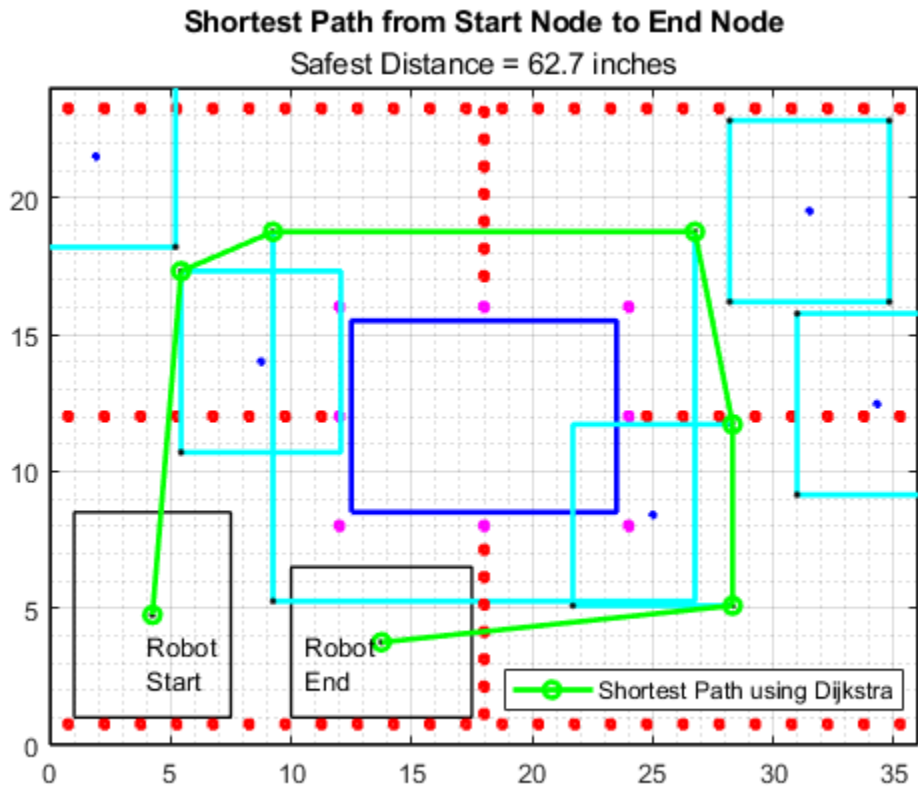 Shortest Path from Start Node to End Node
Safest Distance = 62.7 inches
20
15
10
5
0
Robot
Start
Robot
End
Shortest Path using Dijkstra
0 5 10 15 20 25 30 35